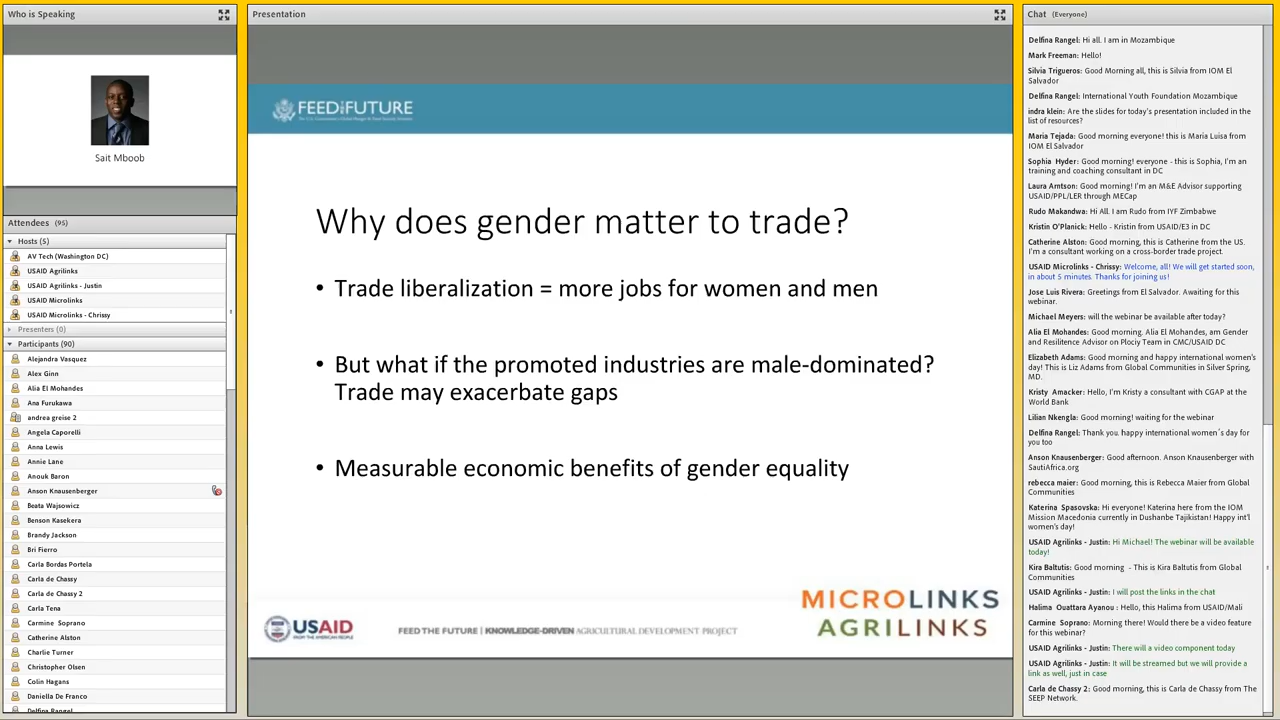 Who is Speaking
Sait Mboob
Attendees (95)
Hosts (5)
AV Tech (Washington DC)
USAID Agrilinks
USAID Agrilinks - Justin
USAID Microlinks
USAID Microlinks - Chrissy
Presenters (0)
Participants (90)
Alejandra Vasquez
Alex Ginn
Alia El Mohandes
Ana Furukawa
andrea greise 2
Angela Caporelli
Anna Lewis
Annie Lane
Anouk Baron
Anson Knausenberger
Beata Wajsowicz
Benson Kasekera
Brandy Jackson
Bri Fierro
Carla Bordas Portela
Carla de Chassy
Carla de Chassy 2
Carla Tena
Carmine Soprano
Catherine Alston
Charlie Turner
Christopher Olsen
Colin Hagans
Daniella De Franco
Delfina Rangel
Presentation
FEED THE FUTURE
Why does gender matter to trade?
• Trade liberalization = more jobs for women and men
• But what if the promoted industries are male-dominated?
Trade may exacerbate gaps
• Measurable economic benefits of gender equality
USAID
FROM THE AMERICAN PEOPLE
FEED THE FUTURE | KNOWLEDGE-DRIVEN AGRICULTURAL DEVELOPMENT PROJECT
MICROLINKS
AGRILINKS
Chat (Everyone)
Delfina Rangel: Hi all. I am in Mozambique
Mark Freeman: Hello!
Silvia Trigueros: Good Morning all, this is Silvia from IOM El
Salvador
Delfina Rangel: International Youth Foundation Mozambique
indra klein: Are the slides for today's presentation included in the
list of resources?
Maria Tejada: Good morning everyone! this is Maria Luisa from
IOM El Salvador
Sophia Hyder: Good morning! everyone - this is Sophia, I'm an
training and coaching consultant in DC
Laura Arntson: Good morning! I'm an M&E Advisor supporting
USAID/PPL/LER through MECap
Rudo Makandwa: Hi All. I am Rudo from IYF Zimbabwe
Kristin O'Planick: Hello - Kristin from USAID/E3 in DC
Catherine Alston: Good morning, this is Catherine from the US.
I'm a consultant working on a cross-border trade project.
USAID Microlinks - Chrissy: Welcome, all! We will get started soon,
in about 5 minutes. Thanks for joining us!
Jose Luis Rivera: Greetings from El Salvador. Awaiting for this
webinar.
Michael Meyers: will the webinar be available after today?
Alia El Mohandes: Good morning. Alia El Mohandes, am Gender
and Resilitence Advisor on Plociy Team in CMC/USAID DC
Elizabeth Adams: Good morning and happy international women's
day! This is Liz Adams from Global Communities in Silver Spring,
MD.
Kristy Amacker: Hello, I'm Kristy a consultant with CGAP at the
World Bank
Lilian Nkengla: Good morning! waiting for the webinar
Delfina Rangel: Thank you. happy international women´s day for
you too
Anson Knausenberger: Good afternoon. Anson Knausenberger with
SautiAfrica.org
rebecca maier: Good morning, this is Rebecca Maier from Global
Communities
Katerina Spasovska: Hi everyone! Katerina here from the IOM
Mission Macedonia currently in Dushanbe Tajikistan! Happy int'l
women's day!
USAID Agrilinks - Justin: Hi Michael! The webinar will be available
today!
Kira Baltutis: Good morning - This is Kira Baltutis from Global
Communities
USAID Agrilinks - Justin: I will post the links in the chat
Halima Ouattara Ayanou : Hello, this Halima from USAID/Mali
Carmine Soprano: Morning there! Would there be a video feature
for this webinar?
USAID Agrilinks - Justin: There will a video component today
USAID Agrilinks - Justin: It will be streamed but we will provide a
link as well, just in case
Carla de Chassy 2: Good morning, this is Carla de Chassy from The
SEEP Network.